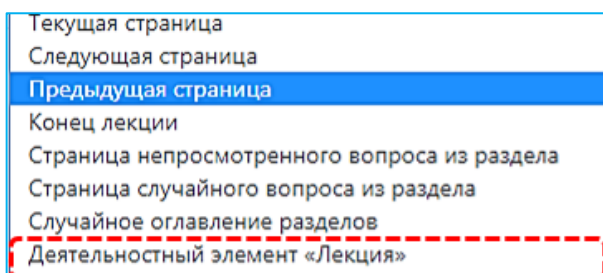 Текущая страница
Следующая страница
Предыдущая страница
Конец лекции
Страница непросмотренного вопроса из раздела
Страница случайного вопроса из раздела
Случайное оглавление разделов
Деятельностный элемент «Лекция»